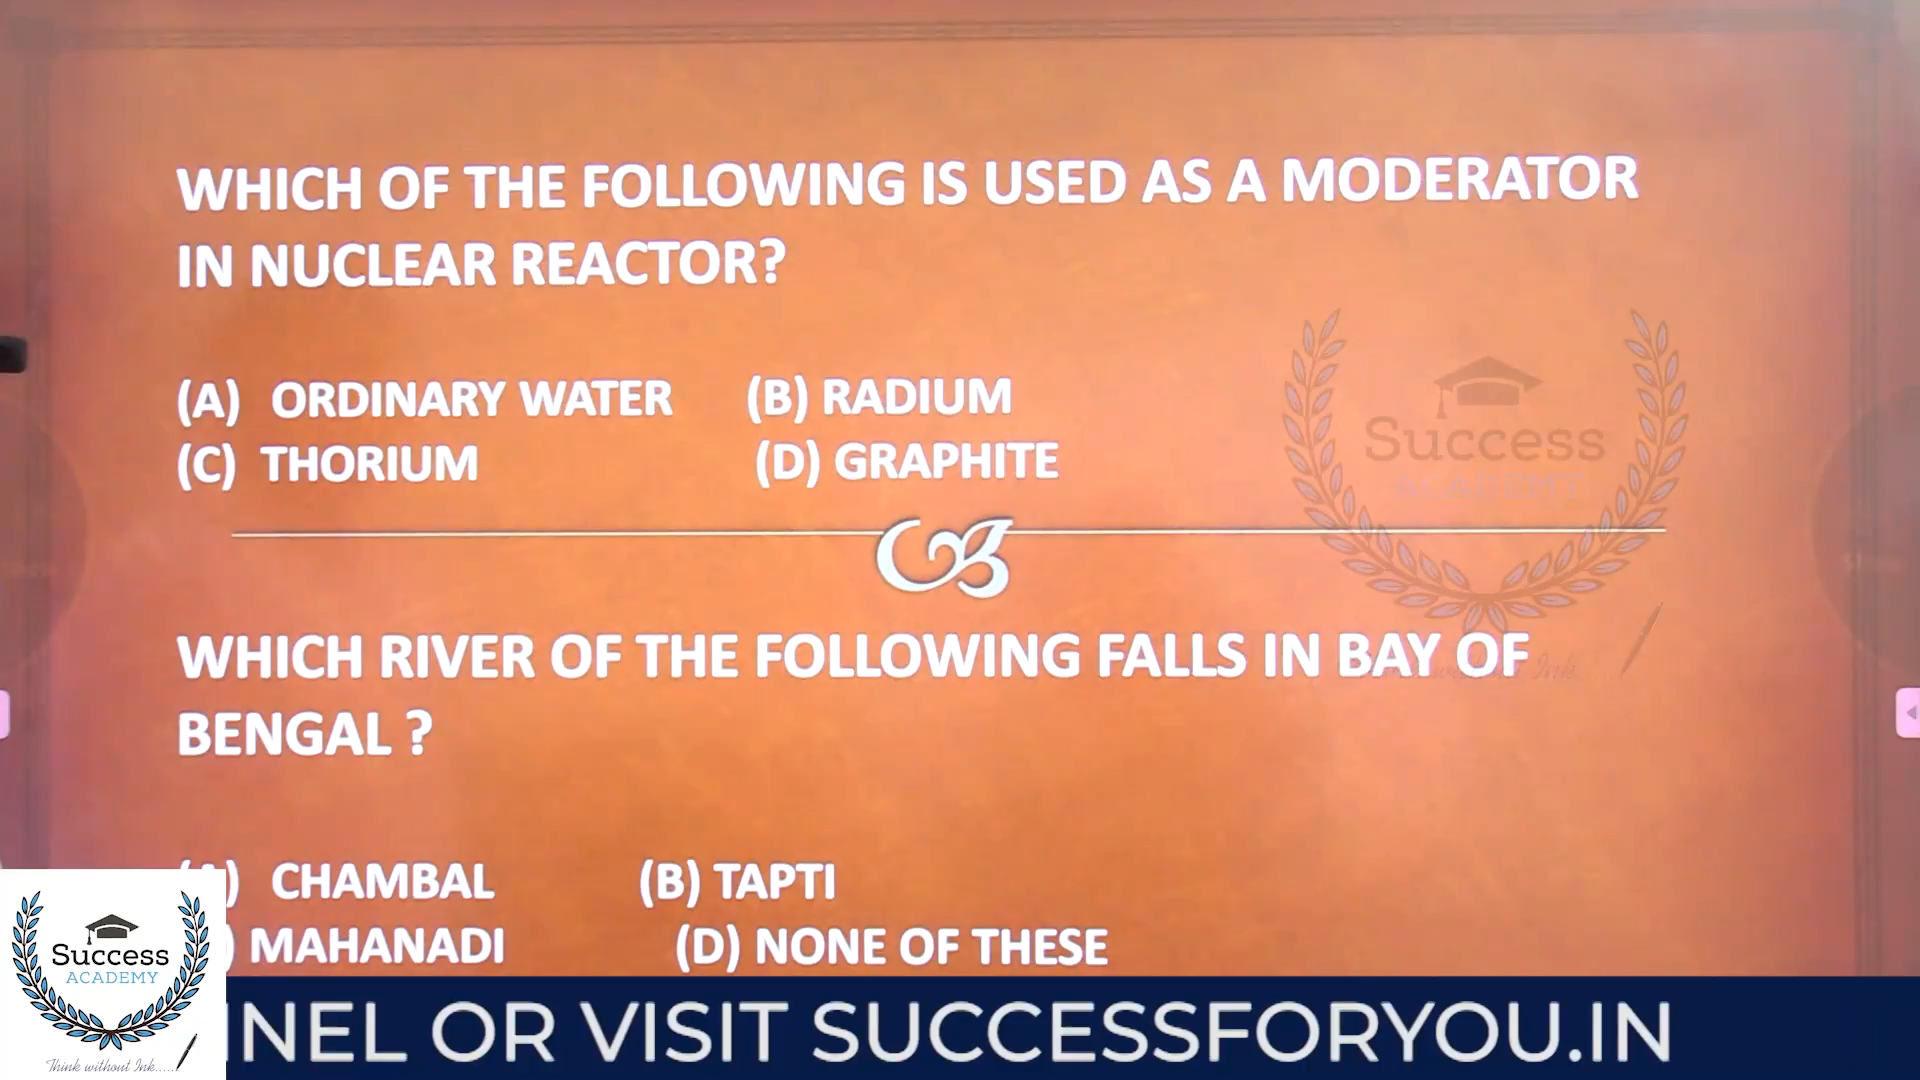 WHICH OF THE FOLLOWING IS USED AS A MODERATOR
IN NUCLEAR REACTOR?
(A) ORDINARY WATER (B) RADIUM
(C) THORIUM (D) GRAPHITE
Success
ACADEMY
WHICH RIVER OF THE FOLLOWING FALLS IN BAY OF
BENGAL ?
) CHAMBAL (B) TAPTI
) MAHANADI (D) NONE OF THESE
Success
ACADEMY
Think without Ink......
NEL OR VISIT SUCCESSFORYOU.IN